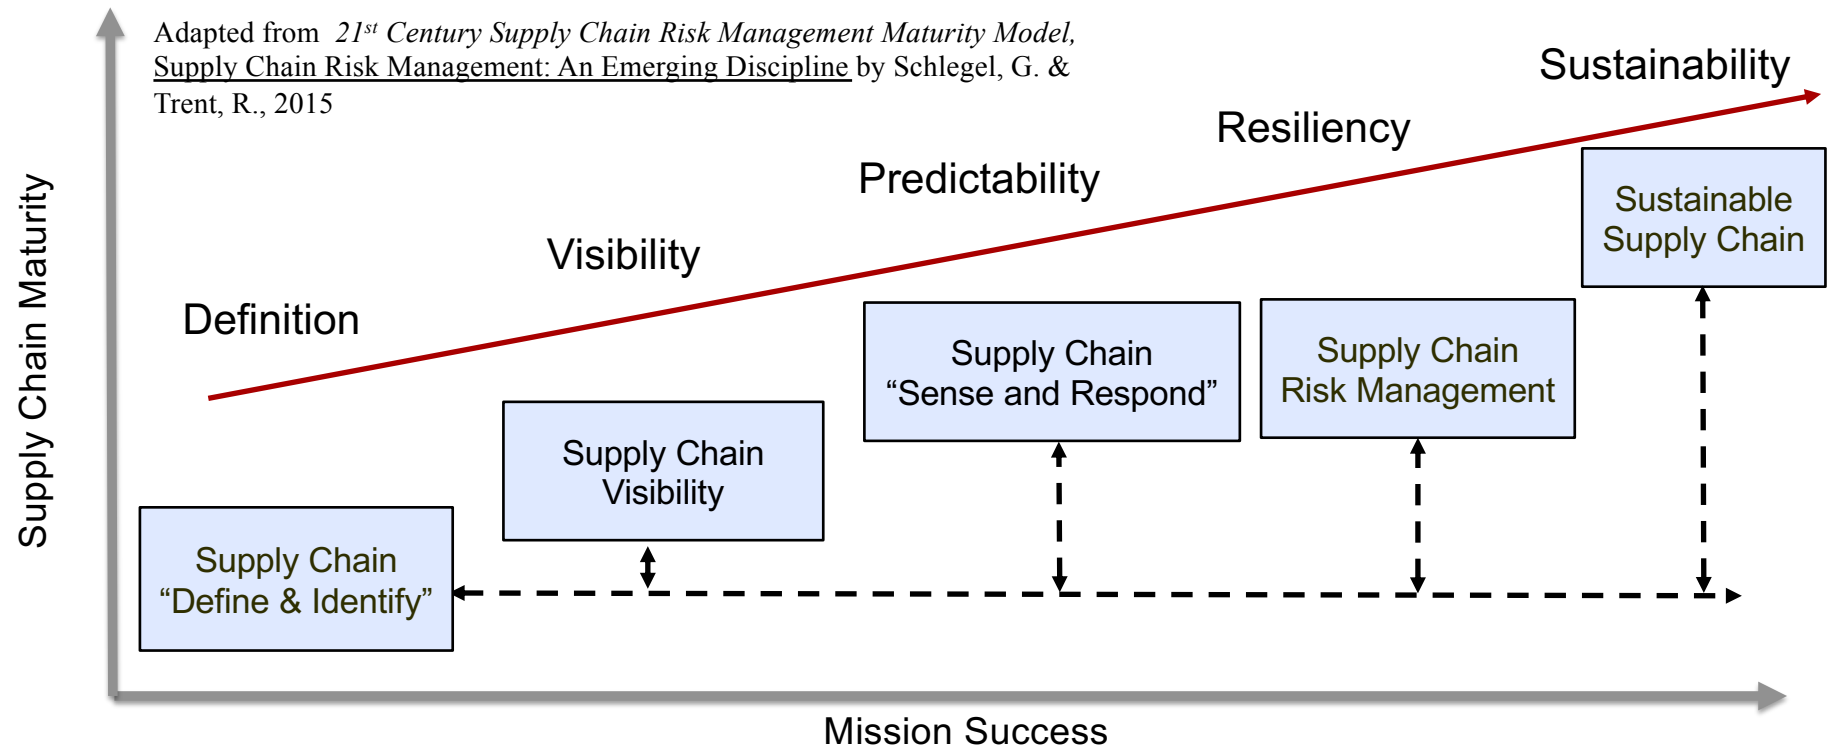 Adapted from 21st Century Supply Chain Risk Management Maturity Model,
Supply Chain Risk Management: An Emerging Discipline by Schlegel, G. &
Trent, R., 2015
Sustainability
Resiliency
Predictability
Visibility
Definition
Supply Chain Maturity
Sustainable
Supply Chain
Supply Chain
“Sense and Respond”
Supply Chain
Risk Management
Supply Chain
Visibility
Supply Chain
“Define & Identify”
Mission Success